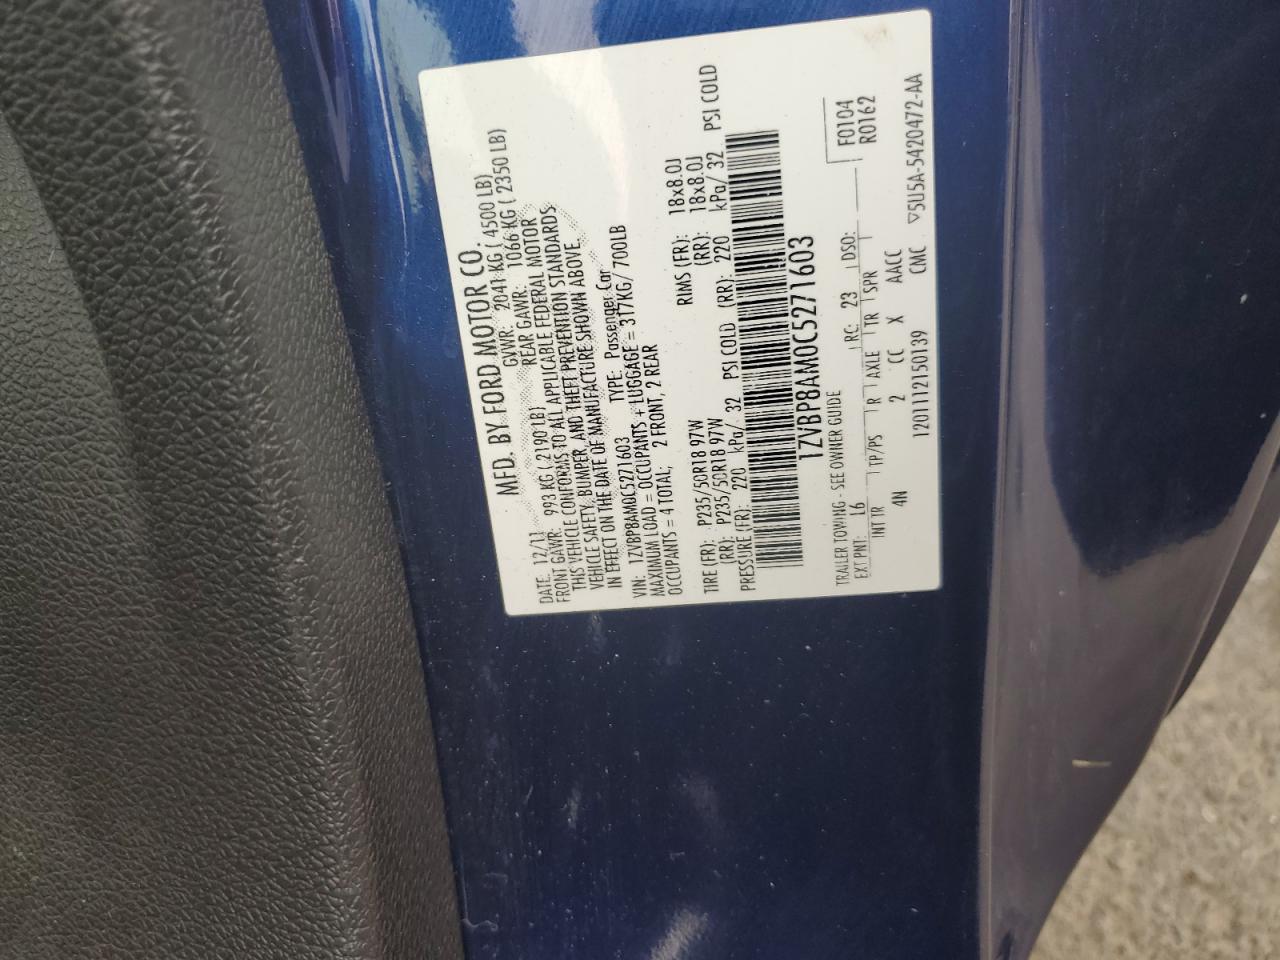 MFD. BY FORD MOTOR CO.
DATE: 12/11 GVWR: 2041 KG ( 4500 LB)
FRONT GAWR: 993 KG ( 2190 LB) REAR GAWR: 1066 KG ( 2350 LB)
THIS VEHICLE CONFORMS TO ALL APPLICABLE FEDERAL MOTOR
VEHICLE SAFETY, BUMPER, AND THEFT PREVENTION STANDARDS
IN EFFECT ON THE DATE OF MANUFACTURE SHOWN ABOVE.
VIN: 1ZVBP8AM0C5271603 TYPE: Passenger Car
MAXIMUM LOAD = OCCUPANTS + LUGGAGE = 317KG/ 700LB
OCCUPANTS = 4 TOTAL; 2 FRONT, 2 REAR
TIRE (FR): P235/50R18 97W RIMS (FR): 18x8.0J
(RR): P235/50R18 97W (RR): 18x8.0J
PRESSURE (FR): 220 kPa/ 32 PSI COLD (RR): 220 kPa/ 32 PSI COLD
1ZVBP8AM0C5271603
TRAILER TOWING - SEE OWNER GUIDE F0104
EXT PNT: L6 RC: 23 DSO: R0162
INT TR TP/PS R AXLE TR SPR
4N 2 CC X AACC
120111215O139 CMC ▽5U5A-5420472-AA